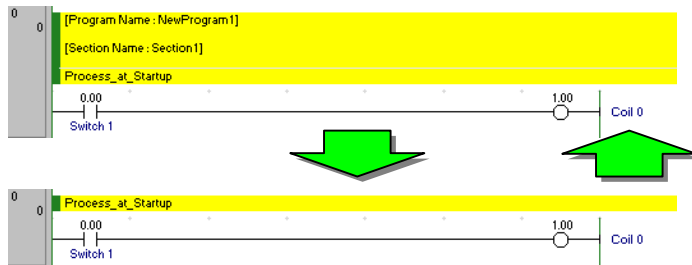 0
0
[Program Name : NewProgram1]
[Section Name : Section1]
Process_at_Startup
0.00 1.00
Coil 0
Switch 1
0
0
Process_at_Startup
0.00 1.00
Coil 0
Switch 1